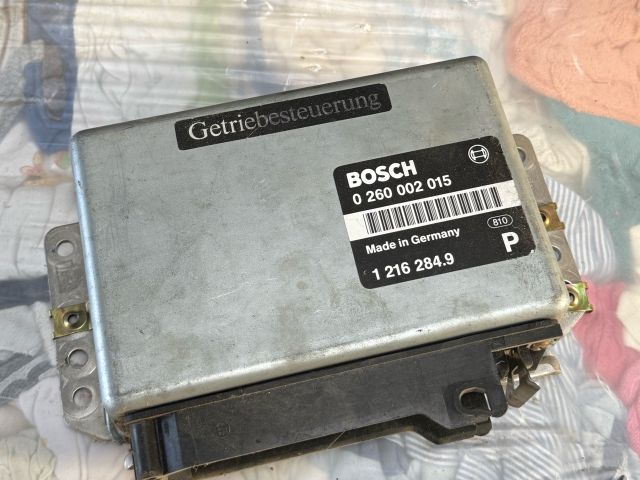 Getriebesteuerung
BOSCH
0 260 002 015
Made in Germany
810
1 216 284.9
P